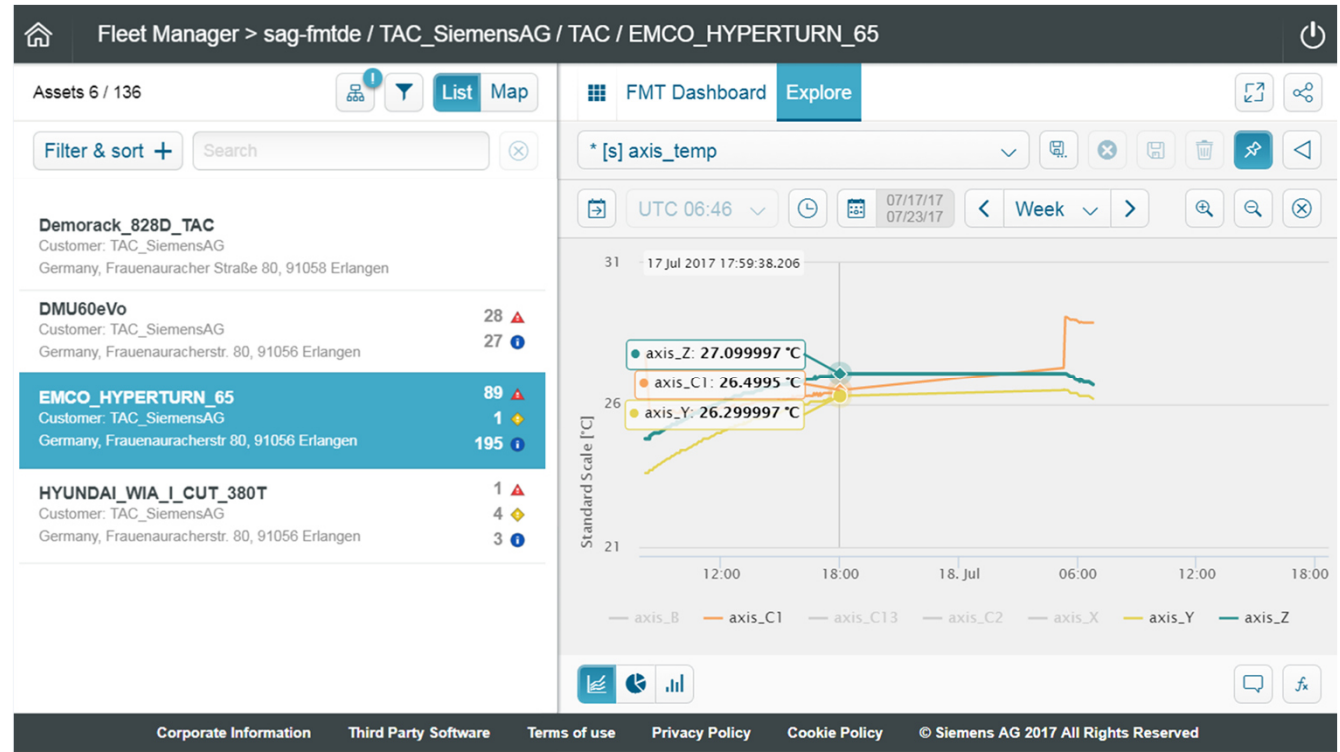 Fleet Manager > sag-fmtde / TAC_SiemensAG / TAC / EMCO_HYPERTURN_65
Assets 6 / 136
!
List Map
FMT Dashboard Explore
Filter & sort +
Search
* [s] axis_temp
UTC 06:46
07/17/17
07/23/17
Week
Demorack_828D_TAC
Customer: TAC_SiemensAG
Germany, Frauenauracher Straße 80, 91058 Erlangen
DMU60eVo
Customer: TAC_SiemensAG
Germany, Frauenauracherstr. 80, 91056 Erlangen
28
27
EMCO_HYPERTURN_65
Customer: TAC_SiemensAG
Germany, Frauenauracherstr 80, 91056 Erlangen
89
1
195
HYUNDAI_WIA_I_CUT_380T
Customer: TAC_SiemensAG
Germany, Frauenauracherstr. 80, 91056 Erlangen
1
4
3
31
17 Jul 2017 17:59:38.206
axis_Z: 27.099997 °C
axis_C1: 26.4995 °C
26
axis_Y: 26.299997 °C
Standard Scale [°C]
21
12:00 18:00 18. Jul 06:00 12:00 18:00
axis_B axis_C1 axis_C13 axis_C2 axis_X axis_Y axis_Z
fx
Corporate Information Third Party Software Terms of use Privacy Policy Cookie Policy © Siemens AG 2017 All Rights Reserved